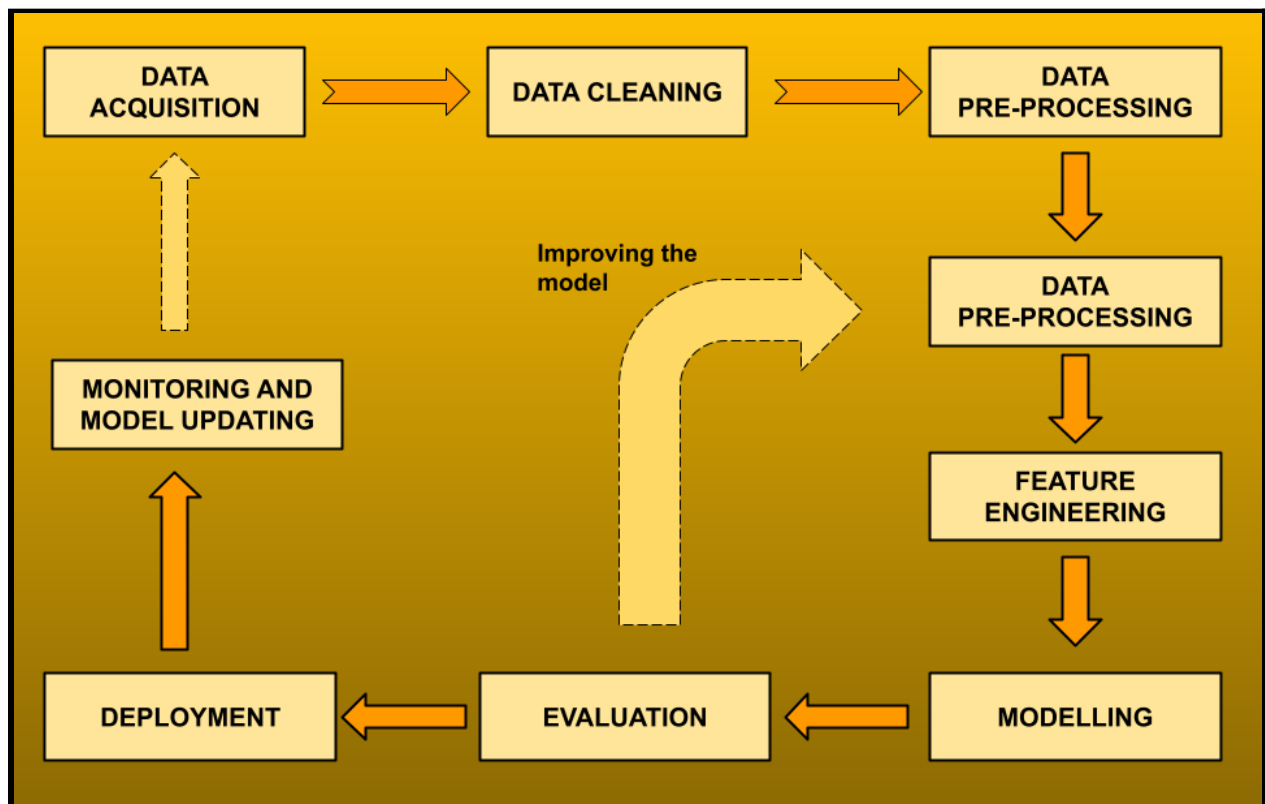 DATA
ACQUISITION
DATA CLEANING
DATA
PRE-PROCESSING
Improving the
model
DATA
PRE-PROCESSING
MONITORING AND
MODEL UPDATING
FEATURE
ENGINEERING
DEPLOYMENT
EVALUATION
MODELLING